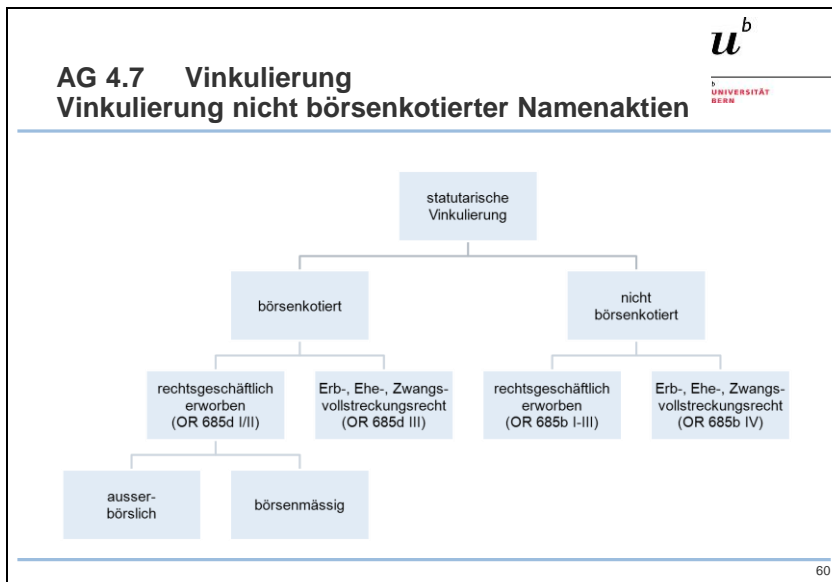 AG 4.7 Vinkulierung
Vinkulierung nicht börsenkotierter Namenaktien
u^b
b
UNIVERSITÄT
BERN
statutarische
Vinkulierung
börsenkotiert
nicht
börsenkotiert
rechtsgeschäftlich
erworben
(OR 685d I/II)
Erb-, Ehe-, Zwangs-
vollstreckungsrecht
(OR 685d III)
rechtsgeschäftlich
erworben
(OR 685b I-III)
Erb-, Ehe-, Zwangs-
vollstreckungsrecht
(OR 685b IV)
ausser-
börslich
börsenmässig
60